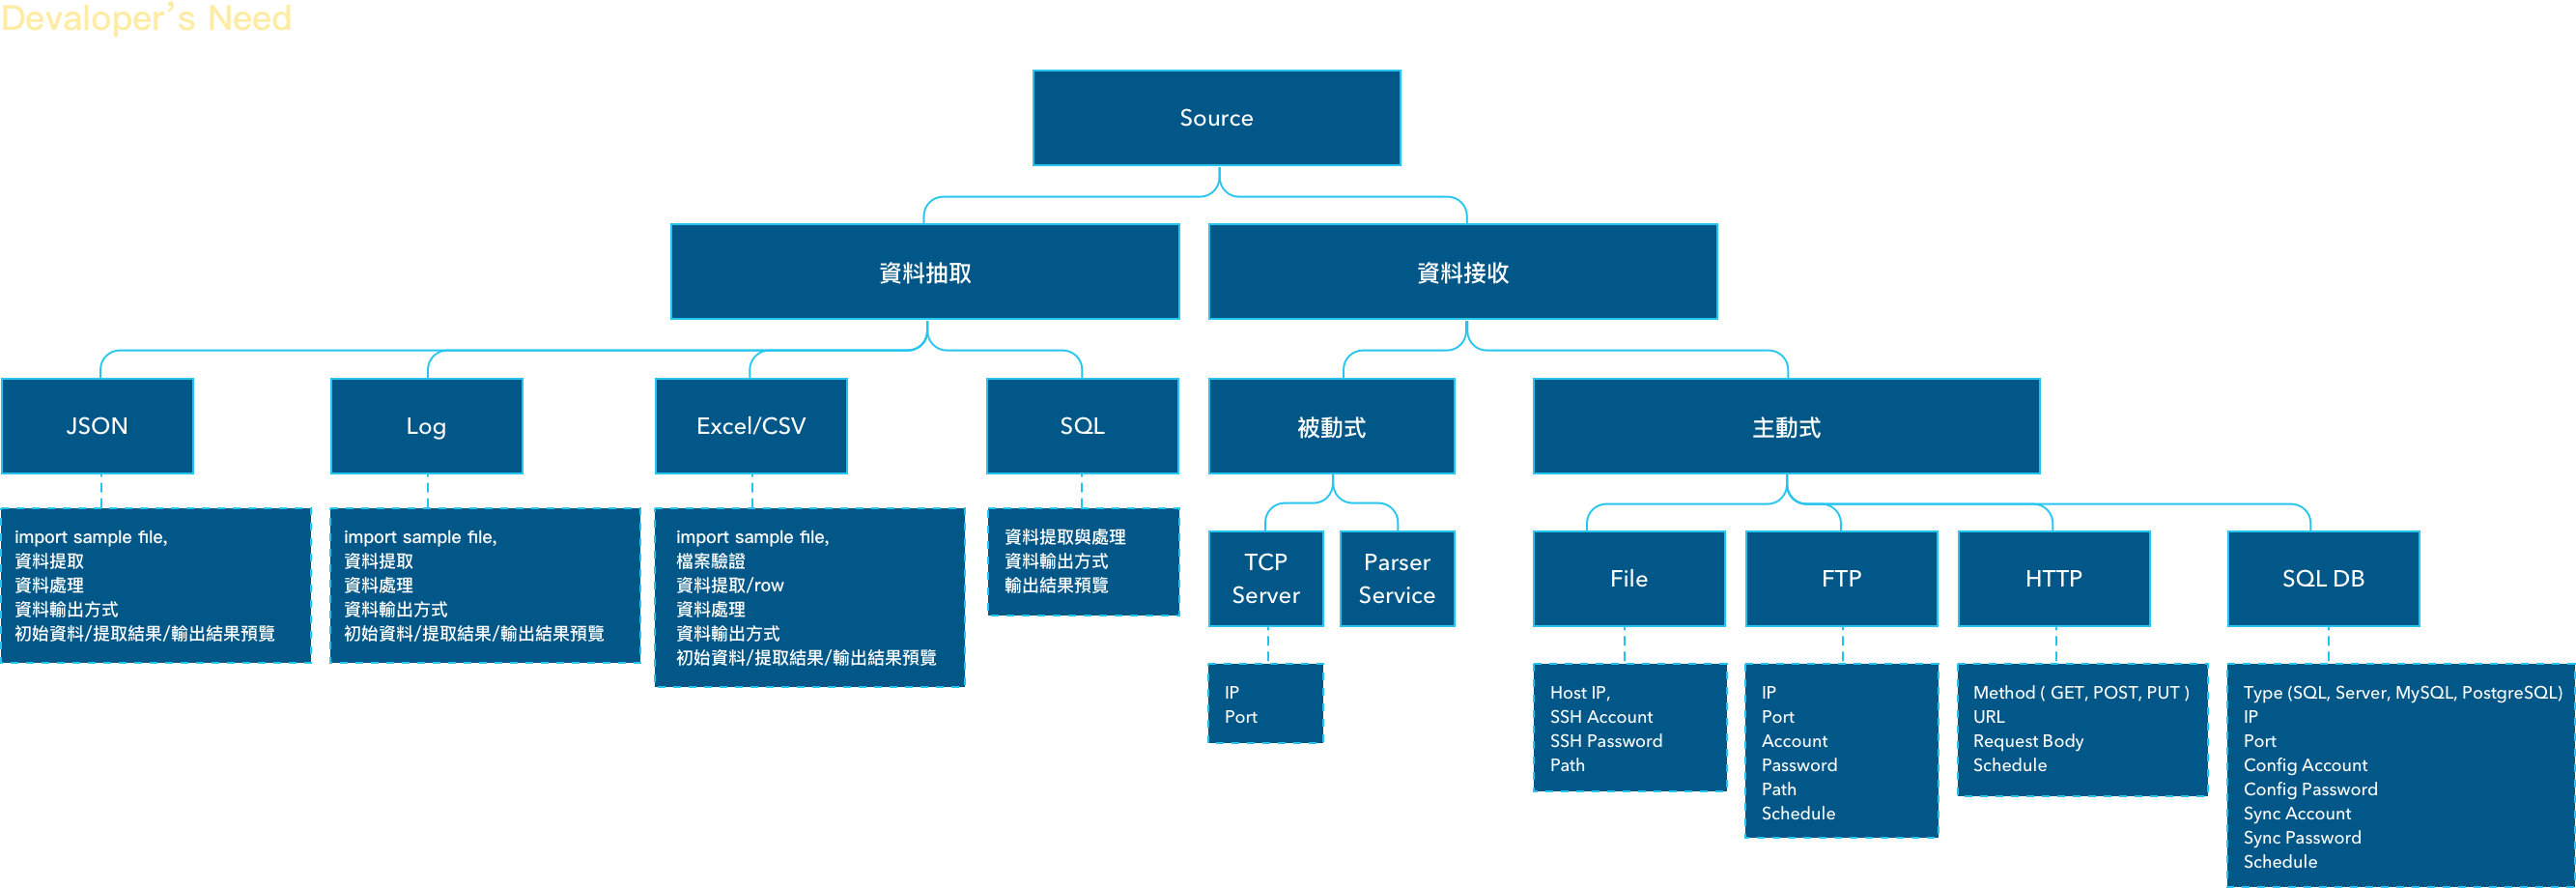 Devaloper's Need
Source
資料抽取
資料接收
JSON
Log
Excel/CSV
SQL
被動式
主動式
import sample file,
資料提取
資料處理
資料輸出方式
初始資料/提取結果/輸出結果預覽
import sample file,
資料提取
資料處理
資料輸出方式
初始資料/提取結果/輸出結果預覽
import sample file,
檔案驗證
資料提取/row
資料處理
資料輸出方式
初始資料/提取結果/輸出結果預覽
資料提取與處理
資料輸出方式
輸出結果預覽
TCP
Server
Parser
Service
File
FTP
HTTP
SQL DB
IP
Port
Host IP,
SSH Account
SSH Password
Path
IP
Port
Account
Password
Path
Schedule
Method ( GET, POST, PUT )
URL
Request Body
Schedule
Type (SQL, Server, MySQL, PostgreSQL)
IP
Port
Config Account
Config Password
Sync Account
Sync Password
Schedule